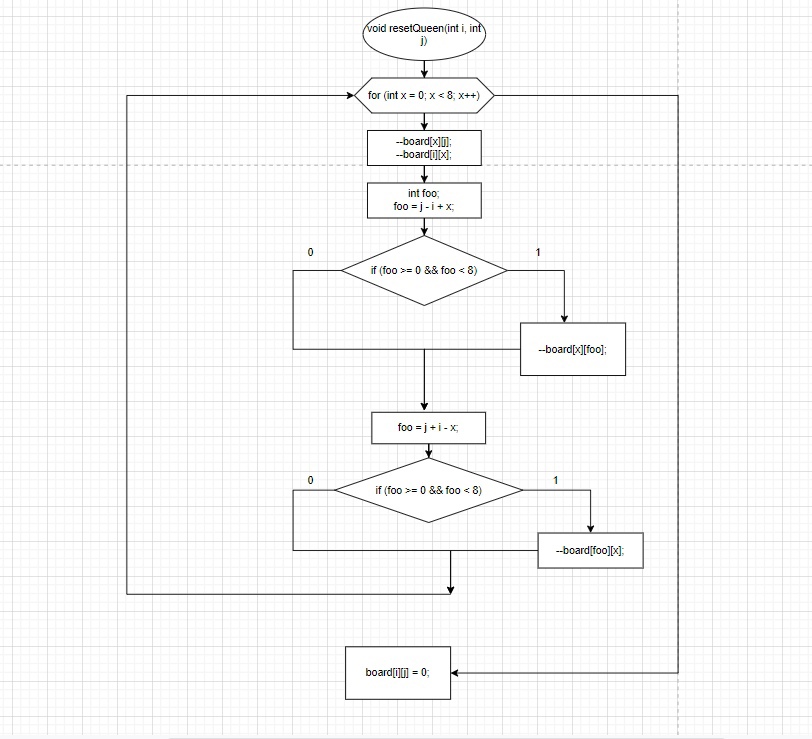 void resetQueen(int i, int
j)
for (int x = 0; x < 8; x++)
--board[x][j];
--board[i][x];
int foo;
foo = j - i + x;
0
1
if (foo >= 0 && foo < 8)
--board[x][foo];
foo = j + i - x;
0
1
if (foo >= 0 && foo < 8)
--board[foo][x];
board[i][j] = 0;